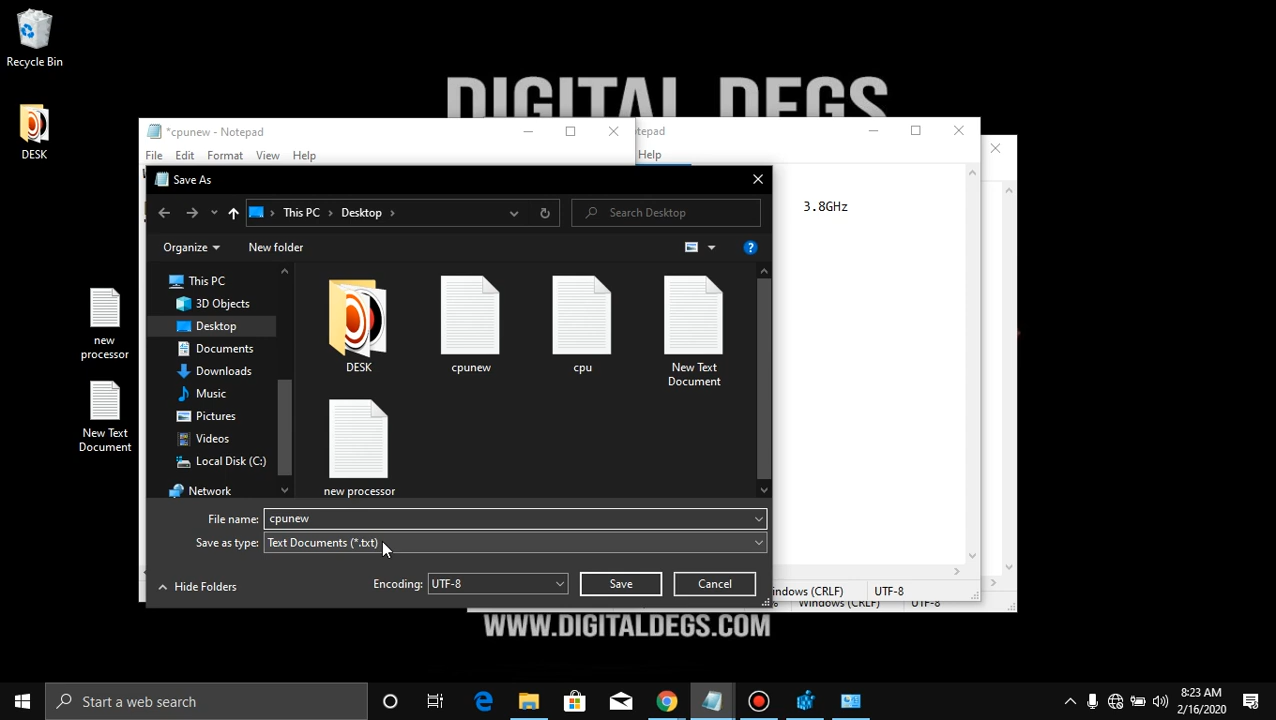 Recycle Bin
DESK
new
processor
New Text
Document
DIGITAL DEGS
*cpunew - Notepad
File Edit Format View Help
Help
3.8GHz
Save As
This PC › Desktop ›
Search Desktop
Organize New folder
This PC
3D Objects
Desktop
Documents
Downloads
Music
Pictures
Videos
Local Disk (C:)
Network
DESK
cpunew
cpu
New Text
Document
new processor
File name: cpunew
Save as type: Text Documents (*.txt)
Hide Folders
Encoding: UTF-8
Save
Cancel
UTF-8
Windows (CRLF) UTF-8
WWW.DIGITALDEGS.COM
Start a web search
8:23 AM
2/16/2020